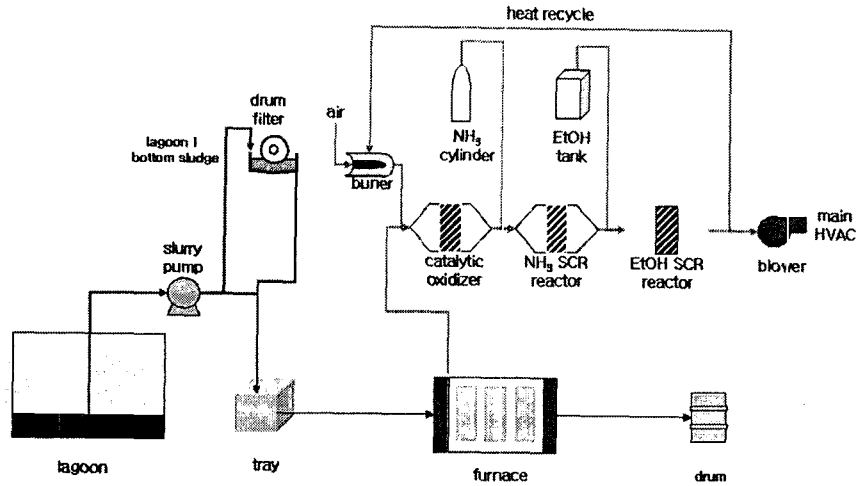 heat recycle
drum
filter
air
lagoon I
bottom sludge
NH3
cylinder
EtOH
tank
buner
slurry
pump
catalytic
oxidizer
NH3 SCR
reactor
EtOH SCR
reactor
main
HVAC
blower
lagoon
tray
furnace
drum